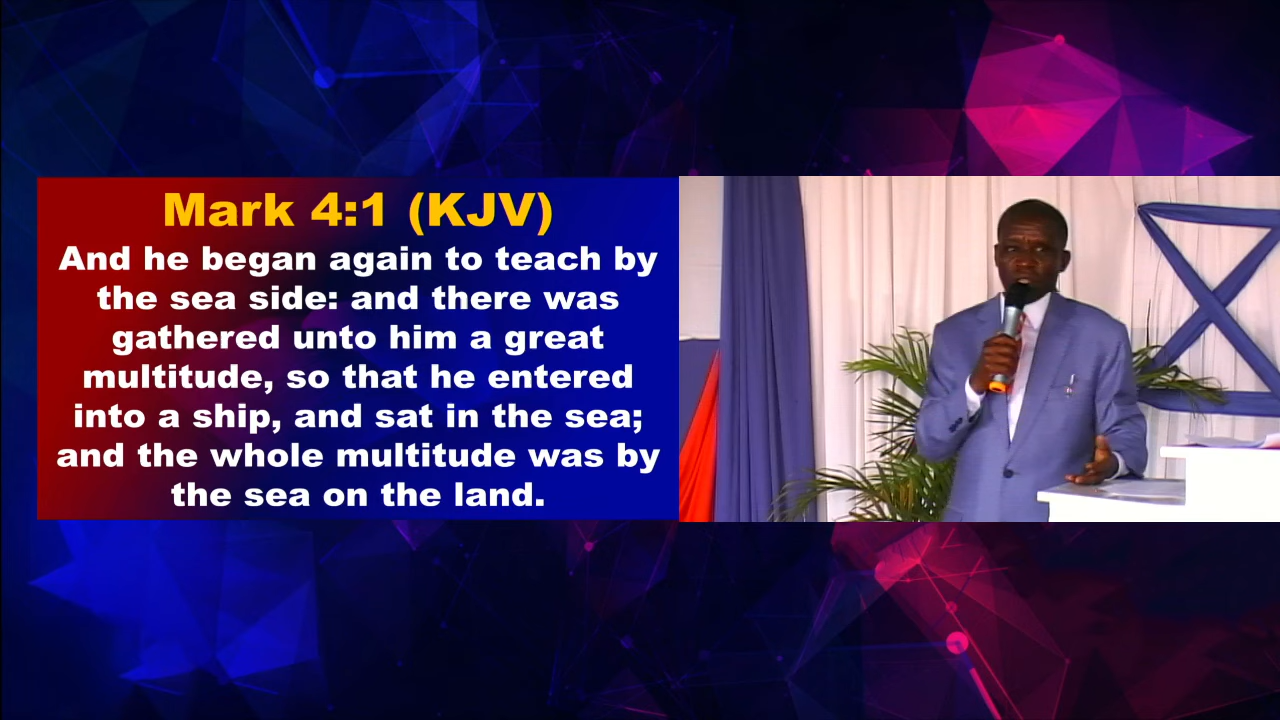 Mark 4:1 (KJV)
And he began again to teach by
the sea side: and there was
gathered unto him a great
multitude, so that he entered
into a ship, and sat in the sea;
and the whole multitude was by
the sea on the land.